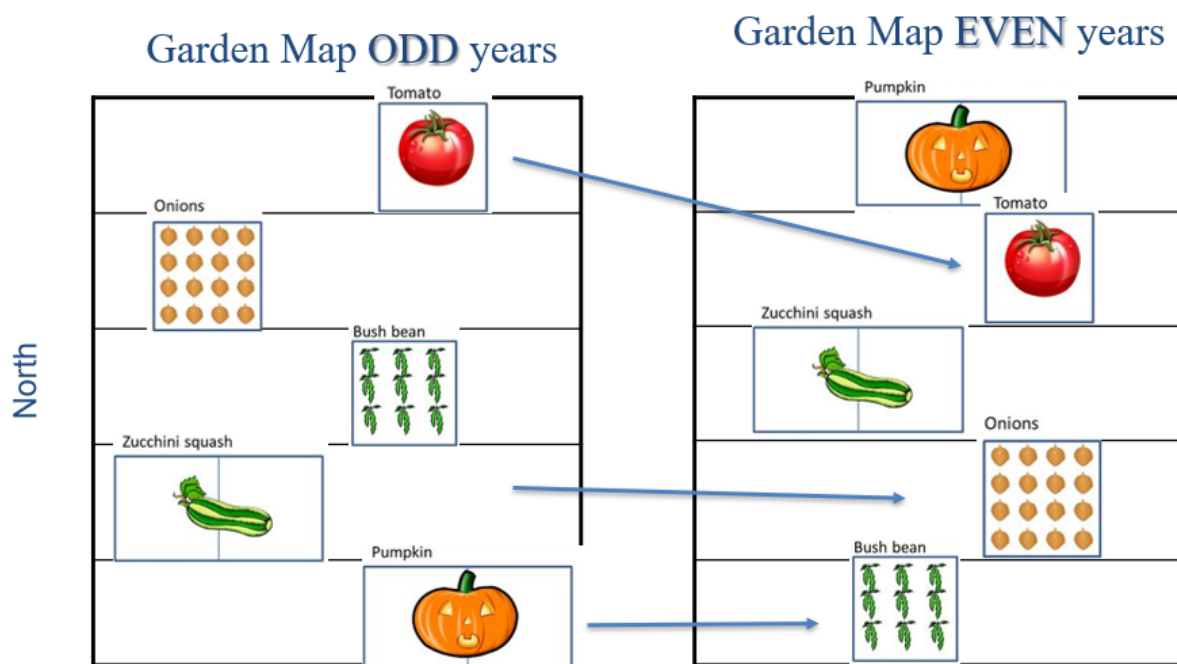 Garden Map ODD years
Tomato
Onions
Bush bean
Zucchini squash
Pumpkin
North
Garden Map EVEN years
Pumpkin
Tomato
Zucchini squash
Onions
Bush bean